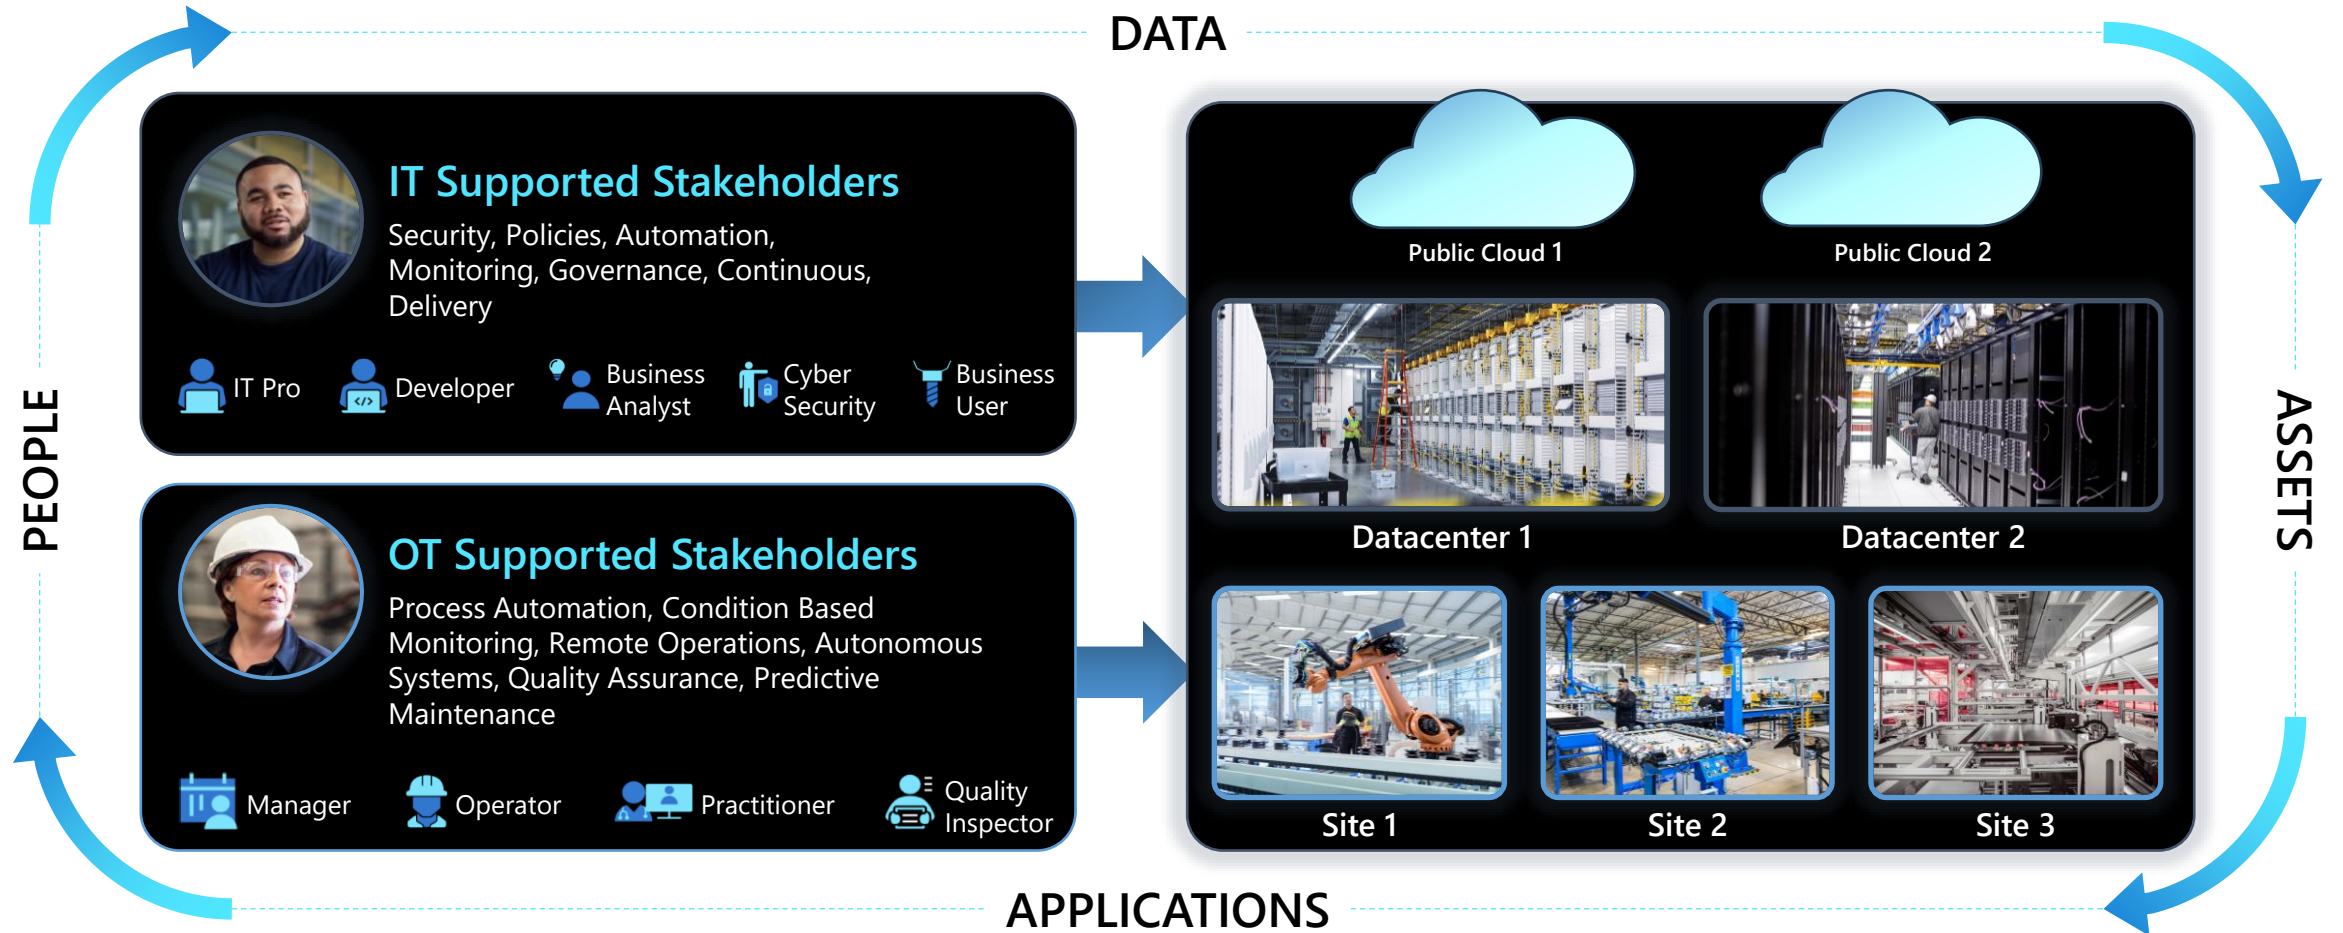 DATA
PEOPLE
IT Supported Stakeholders
Security, Policies, Automation,
Monitoring, Governance, Continuous,
Delivery
IT Pro
Developer
Business
Analyst
Cyber
Security
Business
User
OT Supported Stakeholders
Process Automation, Condition Based
Monitoring, Remote Operations, Autonomous
Systems, Quality Assurance, Predictive
Maintenance
Manager
Operator
Practitioner
Quality
Inspector
Public Cloud 1
Public Cloud 2
Datacenter 1
Datacenter 2
Site 1
Site 2
Site 3
ASSETS
APPLICATIONS